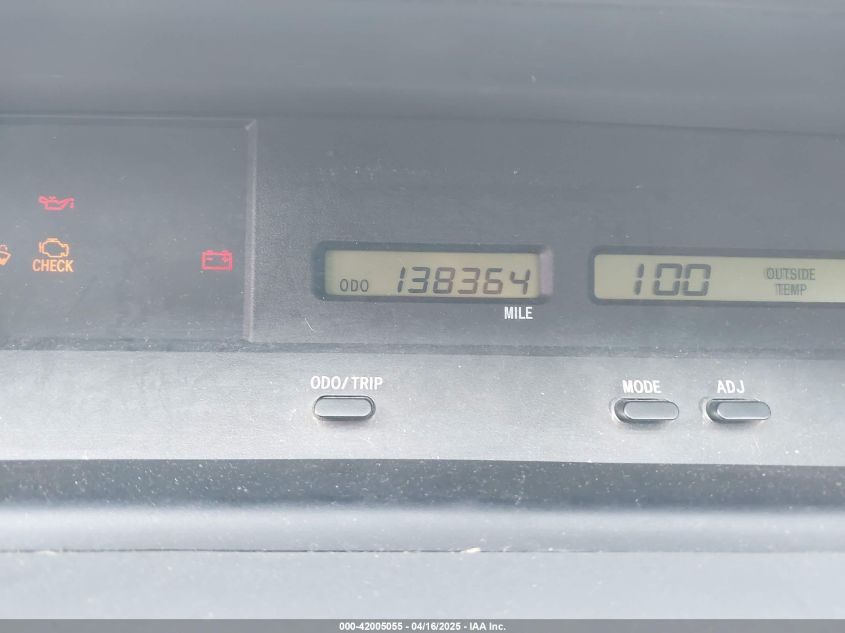 CHECK
ODO 138364
MILE
100 OUTSIDE
TEMP
ODO/TRIP
MODE
ADJ
000-42005055 - 04/16/2025 - IAA Inc.